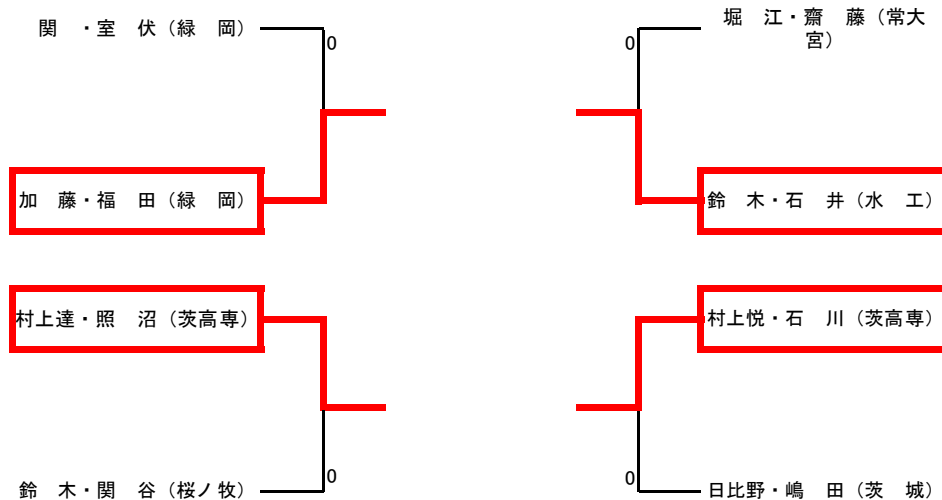 関　・室　伏（緑　岡）
0
加　藤・福　田（緑　岡）
村上達・照　沼（茨高専）
0
鈴　木・関　谷（桜ノ牧）
堀　江・齋　藤（常大
宮）
0
鈴　木・石　井（水　工）
村上悦・石　川（茨高専）
0
日比野・嶋　田（茨　城）